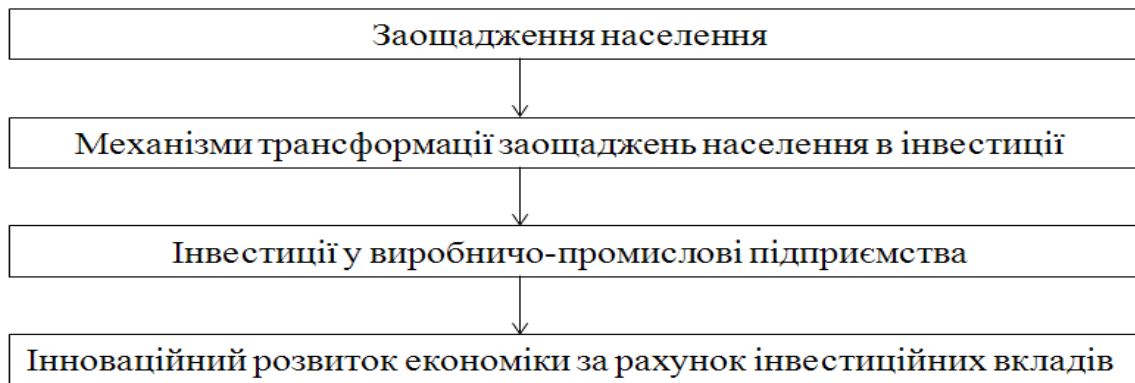 Заощадження населення
Механізми трансформації заощаджень населення в інвестиції
Інвестиції у виробничо-промислові підприємства
Інноваційний розвиток економіки за рахунок інвестиційних вкладів